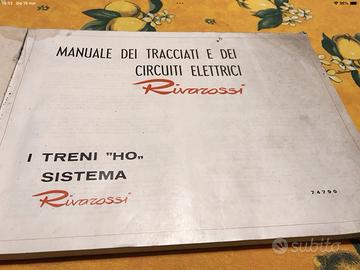 MANUALE DEI TRACCIATI E DEI
CIRCUITI ELETTRICI
Rivarossi
I TRENI "HO„
SISTEMA
Rivarossi
74790
subito